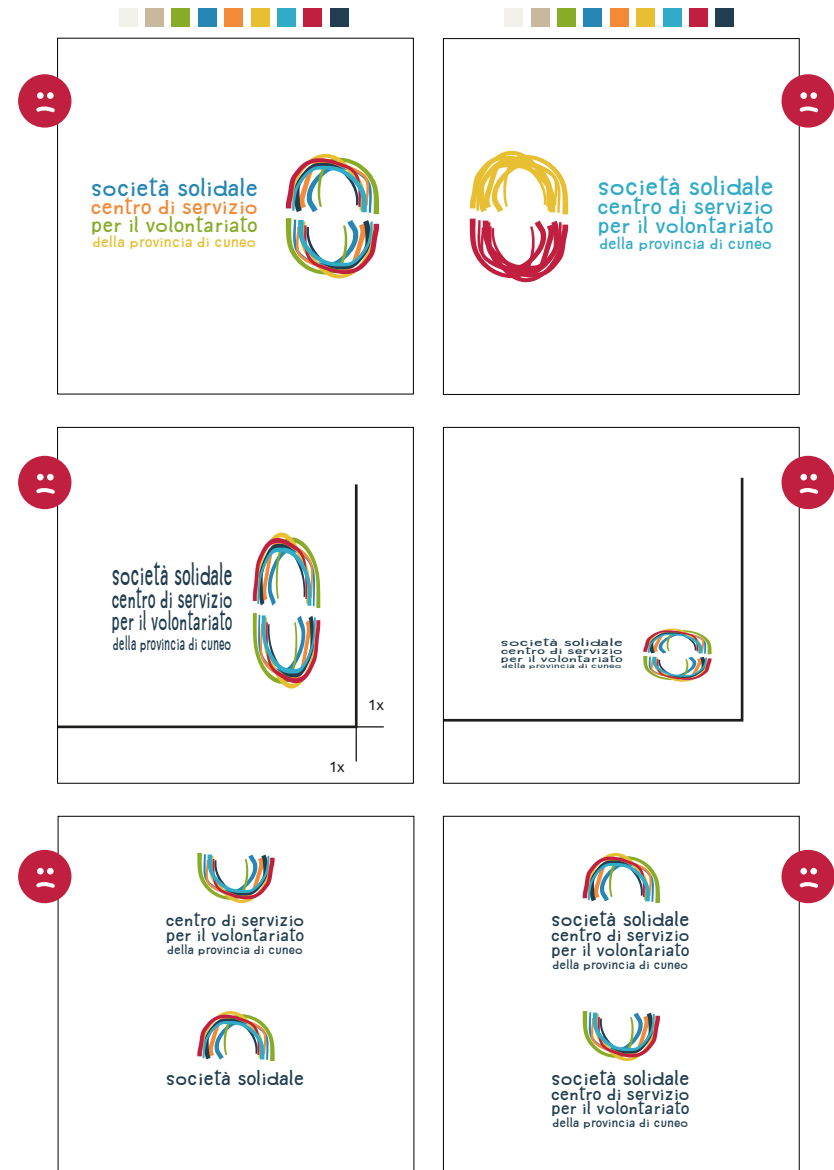 società solidale
centro di servizio
per il volontariato
della provincia di cuneo
società solidale
centro di servizio
per il volontariato
della provincia di cuneo
società solidale
centro di servizio
per il volontariato
della provincia di cuneo
1x
1x
società solidale
centro di servizio
per il volontariato
della provincia di cuneo
centro di servizio
per il volontariato
della provincia di cuneo
società solidale
società solidale
centro di servizio
per il volontariato
della provincia di cuneo
società solidale
centro di servizio
per il volontariato
della provincia di cuneo